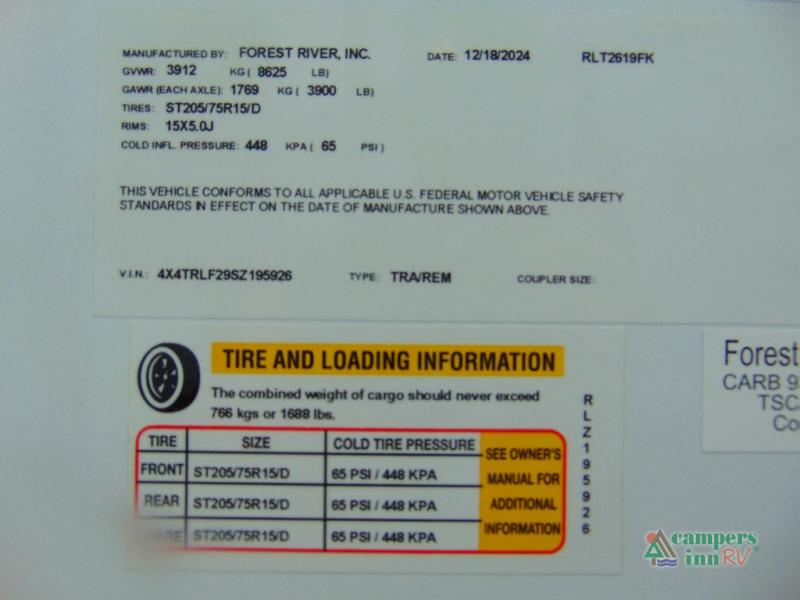 MANUFACTURED BY: FOREST RIVER, INC. DATE: 12/18/2024 RLT2619FK
GVWR: 3912 KG ( 8625 LB)
GAWR (EACH AXLE): 1769 KG ( 3900 LB)
TIRES: ST205/75R15/D
RIMS: 15X5.0J
COLD INFL. PRESSURE: 448 KPA ( 65 PSI )
THIS VEHICLE CONFORMS TO ALL APPLICABLE U.S. FEDERAL MOTOR VEHICLE SAFETY
STANDARDS IN EFFECT ON THE DATE OF MANUFACTURE SHOWN ABOVE.
V.I.N.: 4X4TRLF29SZ195926 TYPE: TRA/REM COUPLER SIZE:
TIRE AND LOADING INFORMATION
The combined weight of cargo should never exceed
766 kgs or 1688 lbs.
TIRE SIZE COLD TIRE PRESSURE
FRONT ST205/75R15/D 65 PSI / 448 KPA
REAR ST205/75R15/D 65 PSI / 448 KPA
ST205/75R15/D 65 PSI / 448 KPA
SEE OWNER'S
MANUAL FOR
ADDITIONAL
INFORMATION
RLZ195926
Forest
CARB 9
TSC
Co
campers
inn RV